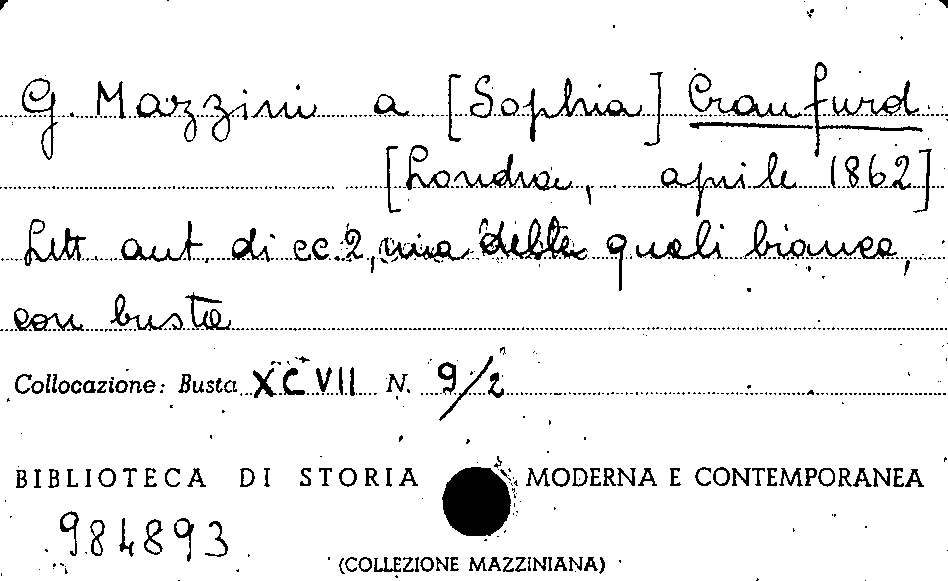 G. Mazzini a [Sophia] Craufurd
[Londra, aprile 1862]
Lett. aut. di cc. 2, una delle quali bianca,
con busta
Collocazione: Busta XCVII N. 9/2
BIBLIOTECA DI STORIA MODERNA E CONTEMPORANEA
984893
(COLLEZIONE MAZZINIANA)